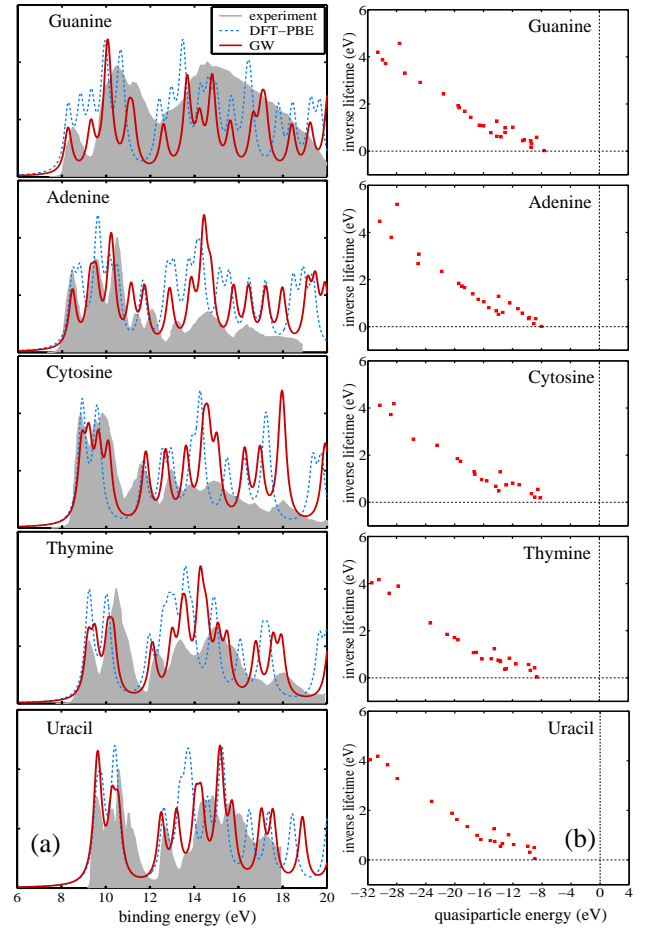 Guanine
experiment
DFT−PBE
GW
Adenine
Cytosine
Thymine
Uracil
(a)
6 8 10 12 14 16 18 20
binding energy (eV)
Guanine
6
4
2
0
inverse lifetime (eV)
Adenine
4
2
0
inverse lifetime (eV)
Cytosine
4
2
0
inverse lifetime (eV)
Thymine
6
4
2
0
inverse lifetime (eV)
Uracil
6
4
2
0
inverse lifetime (eV)
(b)
−32 −28 −24 −20 −16 −12 −8 −4 0 4
quasiparticle energy (eV)